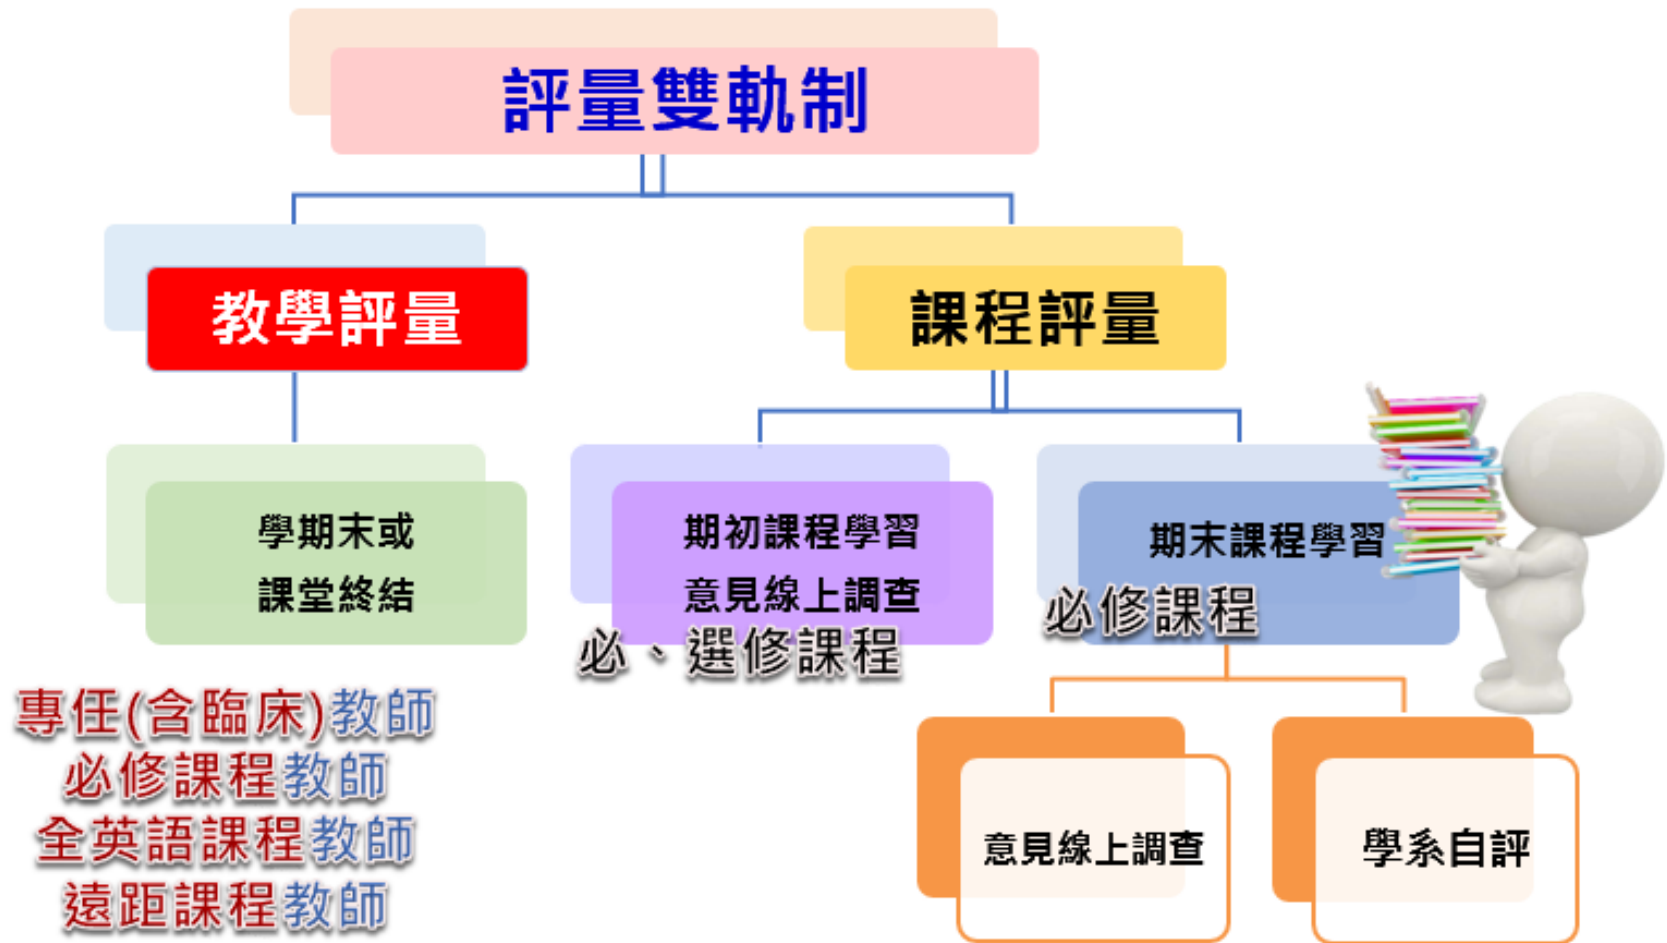 評量雙軌制
教學評量
課程評量
學期末或
課堂終結
期初課程學習
意見線上調查
必、選修課程
期末課程學習
必修課程
專任(含臨床)教師
必修課程教師
全英語課程教師
遠距課程教師
意見線上調查
學系自評